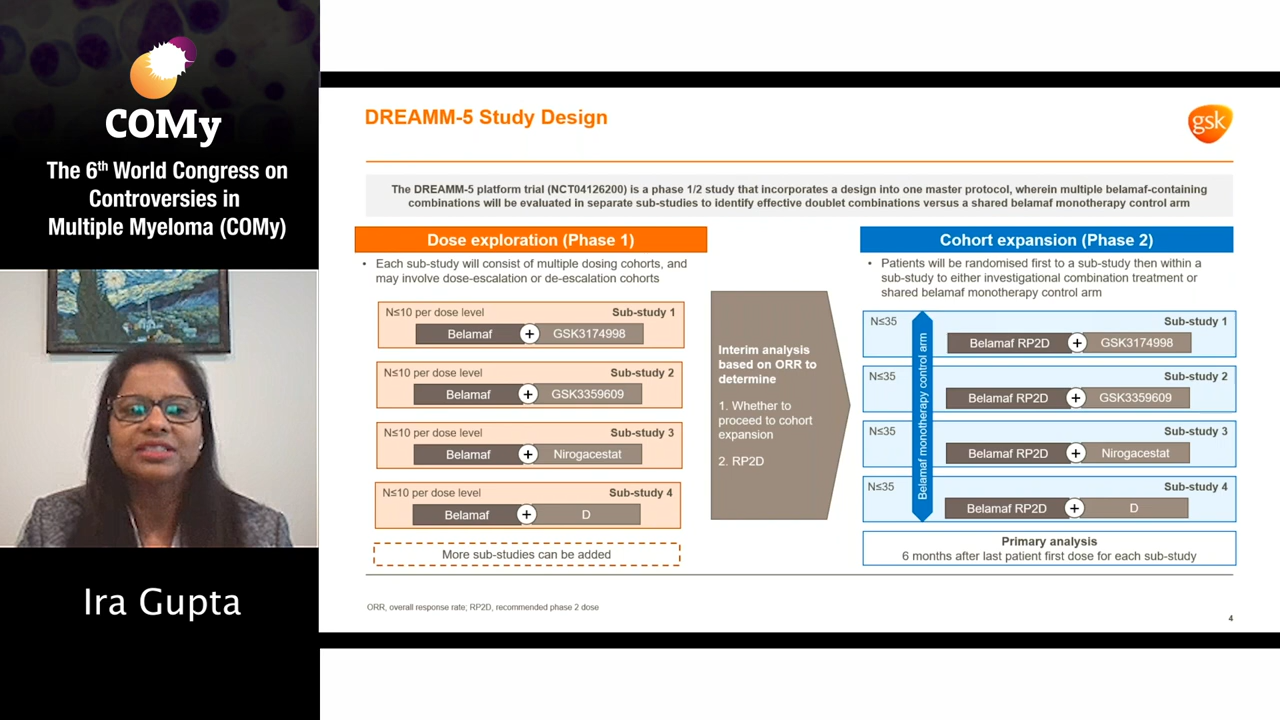 COMy
The 6th World Congress on
Controversies in
Multiple Myeloma (COMy)
Ira Gupta
DREAMM-5 Study Design
gsk
The DREAMM-5 platform trial (NCT04126200) is a phase 1/2 study that incorporates a design into one master protocol, wherein multiple belamaf-containing
combinations will be evaluated in separate sub-studies to identify effective doublet combinations versus a shared belamaf monotherapy control arm
Dose exploration (Phase 1)
• Each sub-study will consist of multiple dosing cohorts, and
may involve dose-escalation or de-escalation cohorts
N≤10 per dose level Sub-study 1
Belamaf + GSK3174998
N≤10 per dose level Sub-study 2
Belamaf + GSK3359609
N≤10 per dose level Sub-study 3
Belamaf + Nirogacestat
N≤10 per dose level Sub-study 4
Belamaf + D
More sub-studies can be added
Interim analysis
based on ORR to
determine
1. Whether to
proceed to cohort
expansion
2. RP2D
Cohort expansion (Phase 2)
• Patients will be randomised first to a sub-study then within a
sub-study to either investigational combination treatment or
shared belamaf monotherapy control arm
Belamaf monotherapy control arm
N≤35 Sub-study 1
Belamaf RP2D + GSK3174998
N≤35 Sub-study 2
Belamaf RP2D + GSK3359609
N≤35 Sub-study 3
Belamaf RP2D + Nirogacestat
N≤35 Sub-study 4
Belamaf RP2D + D
Primary analysis
6 months after last patient first dose for each sub-study
ORR, overall response rate; RP2D, recommended phase 2 dose
4